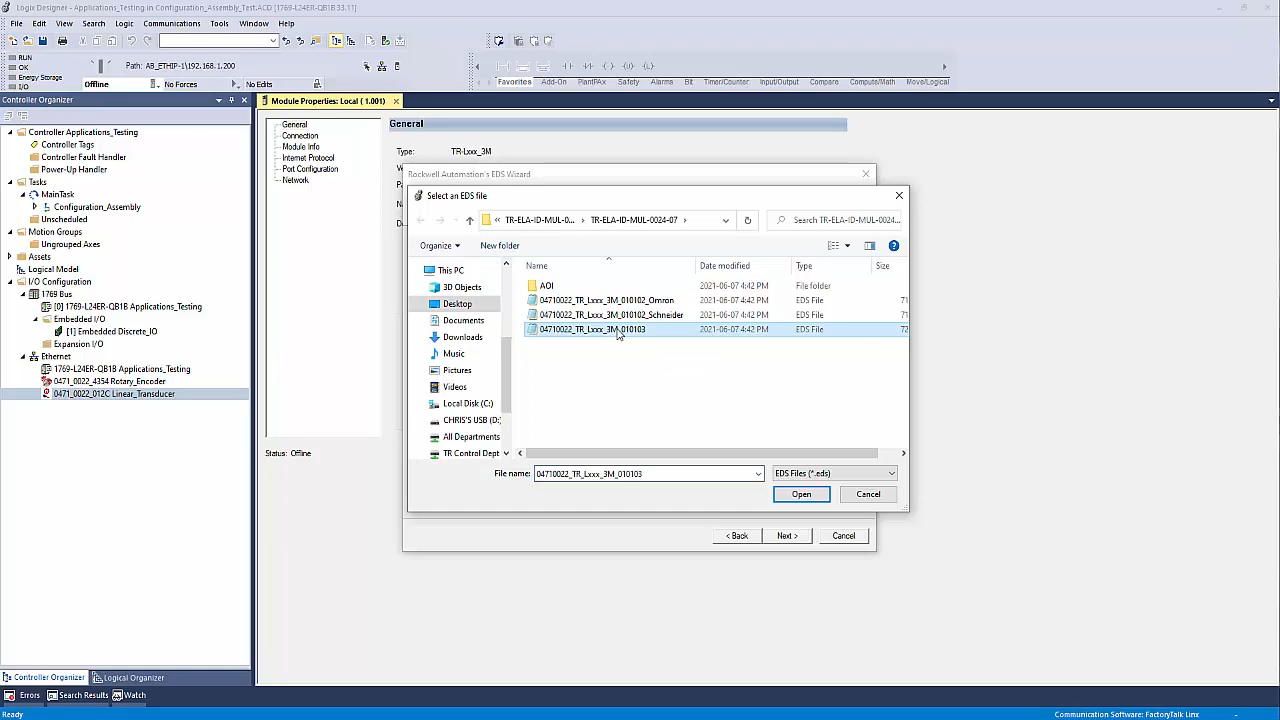 Logix Designer - Applications_Testing in Configuration_Assembly_Test.ACD [1769-L24ER-QB1B 33.11]
File Edit View Search Logic Communications Tools Window Help
RUN
OK
Energy Storage
I/O
Path: AB_ETHIP-1\192.168.1.200
Offline
No Forces
No Edits
Favorites Add-On PlantPAx Safety Alarms Bit Timer/Counter Input/Output Compare Compute/Math Move/Logical
Controller Organizer
Module Properties: Local (1.001)
Controller Applications_Testing
Controller Tags
Controller Fault Handler
Power-Up Handler
Tasks
MainTask
Configuration_Assembly
Unscheduled
Motion Groups
Ungrouped Axes
Assets
Logical Model
I/O Configuration
1769 Bus
[0] 1769-L24ER-QB1B Applications_Testing
Embedded I/O
[1] Embedded Discrete_IO
Expansion I/O
Ethernet
1769-L24ER-QB1B Applications_Testing
0471_0022_4354 Rotary_Encoder
0471_0022_012C Linear_Transducer
General
Connection
Module Info
Internet Protocol
Port Configuration
Network
Status: Offline
General
Type: TR-Lxxx_3M
Rockwell Automation's EDS Wizard
Select an EDS file
« TR-ELA-ID-MUL-0... › TR-ELA-ID-MUL-0024-07 ›
Search TR-ELA-ID-MUL-0024...
Organize
New folder
This PC
3D Objects
Desktop
Documents
Downloads
Music
Pictures
Videos
Local Disk (C:)
CHRIS'S USB (D:)
All Departments
TR Control Dept
Name Date modified Type Size
AOI 2021-06-07 4:42 PM File folder
04710022_TR_Lxxx_3M_010102_Omron 2021-06-07 4:42 PM EDS File 71
04710022_TR_Lxxx_3M_010102_Schneider 2021-06-07 4:42 PM EDS File 71
04710022_TR_Lxxx_3M_010103 2021-06-07 4:42 PM EDS File 72
File name: 04710022_TR_Lxxx_3M_010103
EDS Files (*.eds)
Open
Cancel
< Back
Next >
Cancel
Controller Organizer
Logical Organizer
Errors
Search Results
Watch
Ready
Communication Software: FactoryTalk Linx